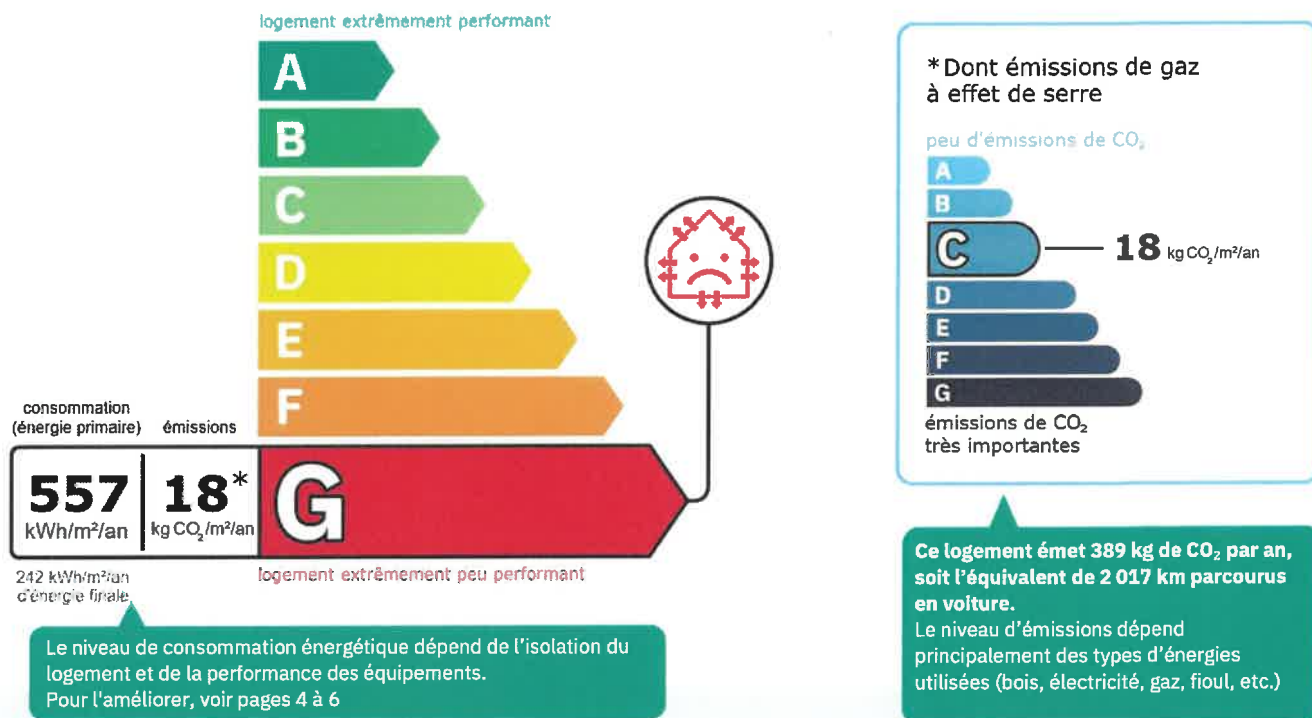 logement extrêmement performant
A
B
C
D
E
F
consommation
(énergie primaire)
émissions
557
kWh/m²/an
18*
kg CO₂/m²/an
G
242 kWh/m²/an
d'énergie finale
logement extrêmement peu performant
Le niveau de consommation énergétique dépend de l'isolation du
logement et de la performance des équipements.
Pour l'améliorer, voir pages 4 à 6
*Dont émissions de gaz
à effet de serre
peu d'émissions de CO₂
A
B
C
18 kg CO₂/m²/an
D
E
F
G
émissions de CO₂
très importantes
Ce logement émet 389 kg de CO₂ par an,
soit l'équivalent de 2 017 km parcourus
en voiture.
Le niveau d'émissions dépend
principalement des types d'énergies
utilisées (bois, électricité, gaz, fioul, etc.)